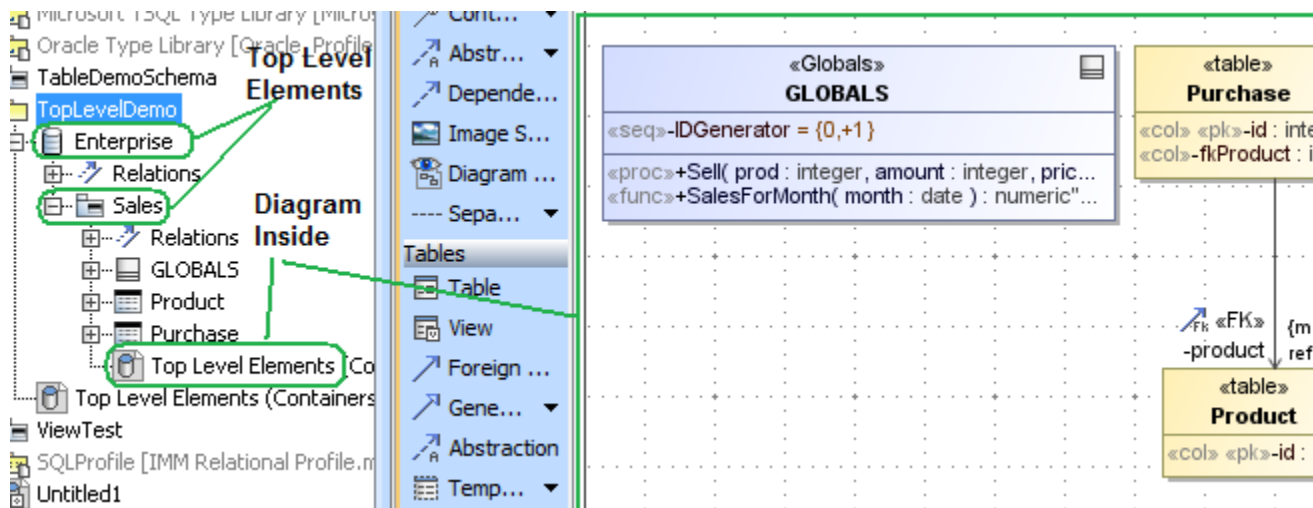 Microsoft TSQL Type Library [Micros
Oracle Type Library [Oracle_Profile
TableDemoSchema
TopLevelDemo
Enterprise
Relations
Sales
Relations
GLOBALS
Product
Purchase
Top Level Elements (Co
Top Level Elements (Containers
ViewTest
SQLProfile [IMM Relational Profile.m
Untitled1
Top Level
Elements
Diagram
Inside
Cont...
Abstr...
Depende...
Image S...
Diagram ...
Sepa...
Tables
Table
View
Foreign ...
Gene...
Abstraction
Temp...
«Globals»
GLOBALS
«seq»-IDGenerator = {0,+1}
«proc»+Sell( prod : integer, amount : integer, pric...
«func»+SalesForMonth( month : date ) : numeric"...
«table»
Purchase
«col» «pk»-id : inte
«col»-fkProduct : i
Fk «FK»
-product
{m
ref
«table»
Product
«col» «pk»-id :